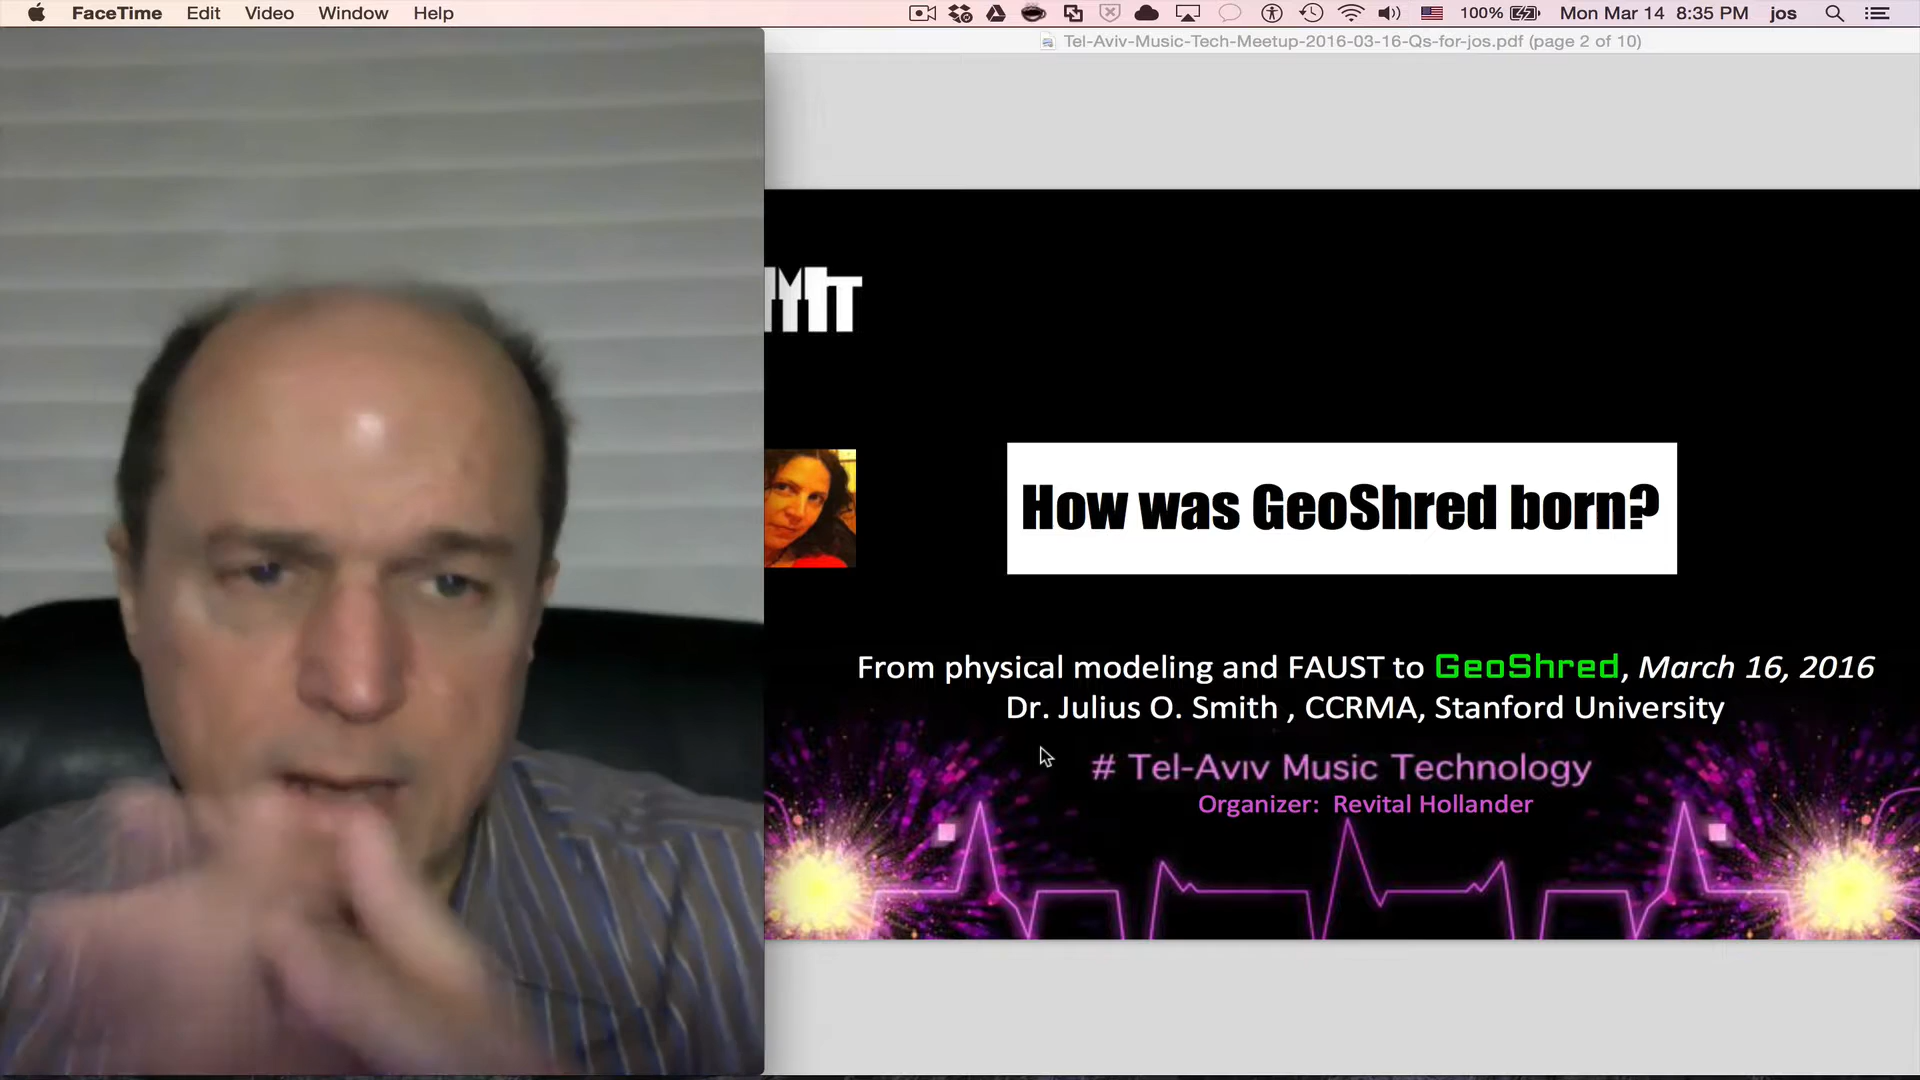 FaceTime Edit Video Window Help 100% Mon Mar 14 8:35 PM jos
Tel-Aviv-Music-Tech-Meetup-2016-03-16-Qs-for-jos.pdf (page 2 of 10)
How was GeoShred born?
From physical modeling and FAUST to GeoShred, March 16, 2016
Dr. Julius O. Smith , CCRMA, Stanford University
# Tel-Aviv Music Technology
Organizer: Revital Hollander